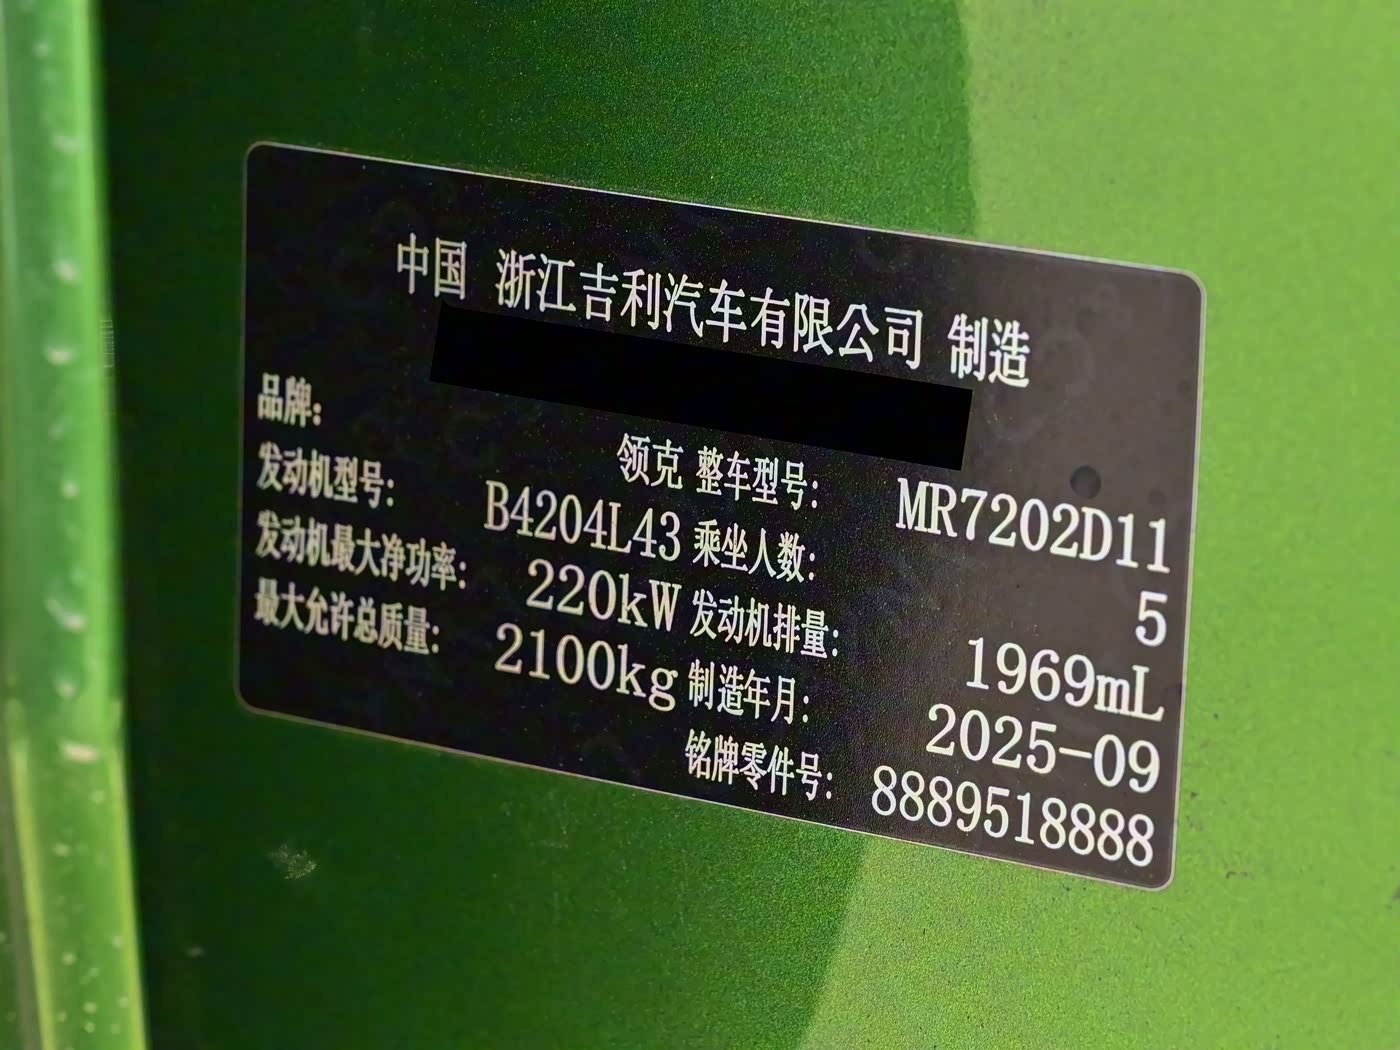 中国 浙江吉利汽车有限公司 制造
品牌: 领克 整车型号: MR7202D11
发动机型号: B4204L43 乘坐人数: 5
发动机最大净功率: 220kW 发动机排量: 1969mL
最大允许总质量: 2100kg 制造年月: 2025-09
铭牌零件号: 8889518888